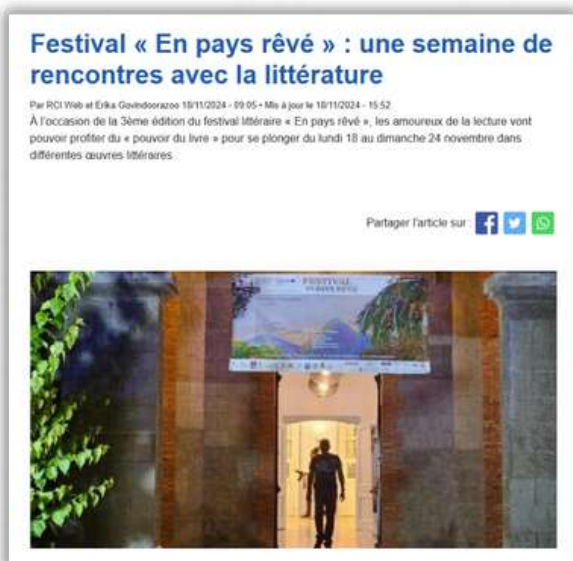 Festival « En pays rêvé » : une semaine de
rencontres avec la littérature
Par RCI Web et Erika Govindoorazoo 18/11/2024 - 09:05 • Mis à jour le 18/11/2024 - 15:52
À l'occasion de la 3ème édition du festival littéraire « En pays rêvé », les amoureux de la lecture vont
pouvoir profiter du « pouvoir du livre » pour se plonger du lundi 18 au dimanche 24 novembre dans
différentes œuvres littéraires
Partager l'article sur :
FESTIVAL
EN PAYS RÊVÉ